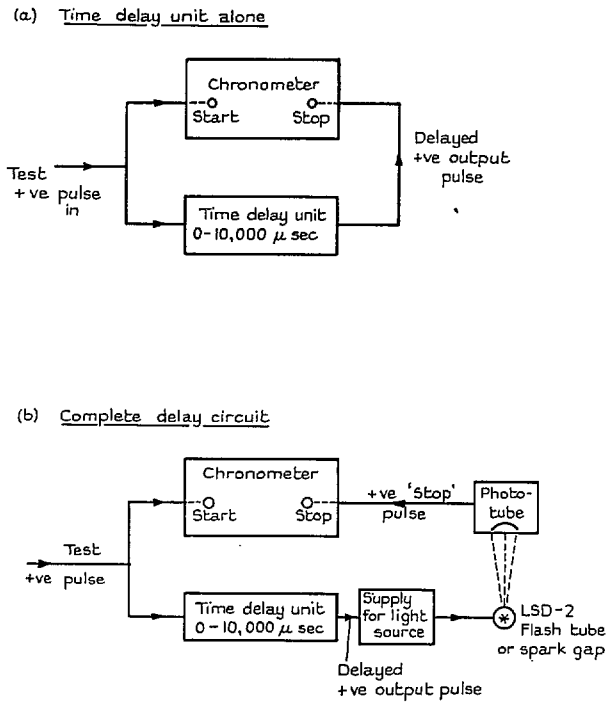 (a) Time delay unit alone
Chronometer
Start Stop
Delayed
+ve output
pulse
Test
+ve pulse
in
Time delay unit
0-10,000 μ sec
(b) Complete delay circuit
Chronometer
Start Stop
+ve 'Stop'
pulse
Photo-
tube
Test
+ve pulse
Time delay unit
0-10,000 μ sec
Supply
for light
source
LSD-2
Flash tube
or spark gap
Delayed
+ve output pulse